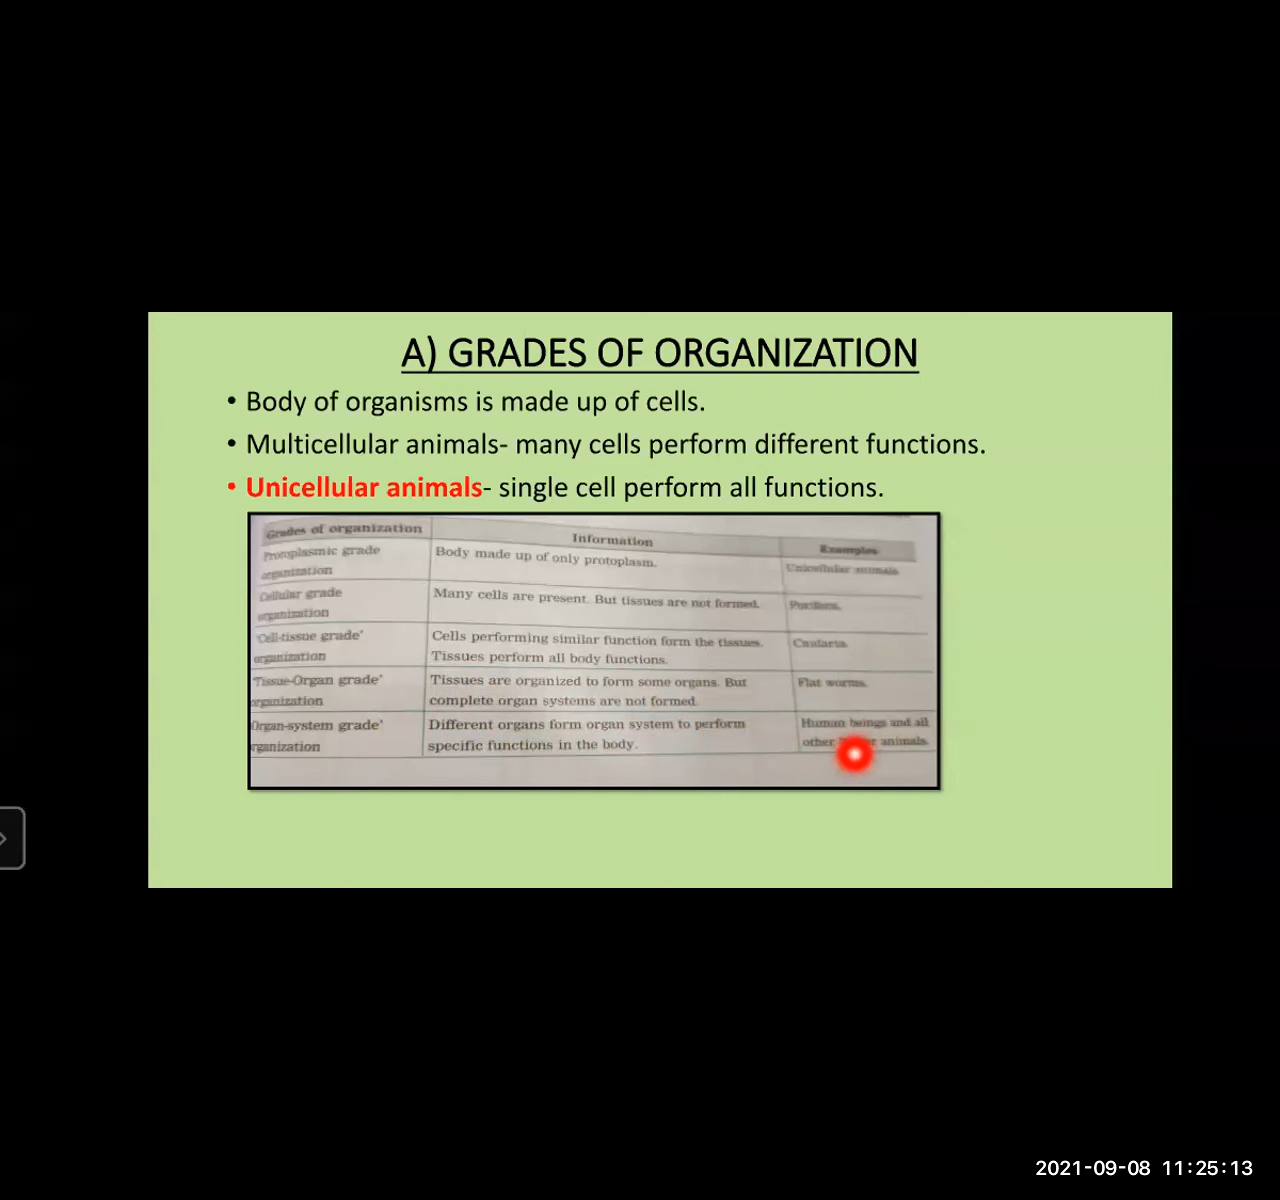 A) GRADES OF ORGANIZATION
• Body of organisms is made up of cells.
• Multicellular animals- many cells perform different functions.
• Unicellular animals- single cell perform all functions.
Grades of organization Information Examples
Protoplasmic grade Body made up of only protoplasm. Unicellular animals
organization
Cellular grade Many cells are present. But tissues are not formed. Porifera.
organization
'Cell-tissue grade' Cells performing similar function form the tissues.
organization Tissues perform all body functions.
'Tissue-Organ grade' Tissues are organized to form some organs. But Flat worms.
organization complete organ systems are not formed.
Organ-system grade' Different organs form organ system to perform Human beings and all
rganization specific functions in the body. other animals.
2021-09-08 11:25:13